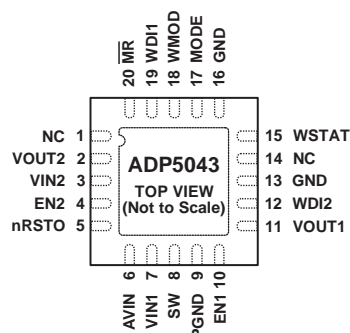 20 MR
19 WDI1
18 WMOD
17 MODE
16 GND
NC 1
VOUT2 2
VIN2 3
EN2 4
nRSTO 5
ADP5043
TOP VIEW
(Not to Scale)
15 WSTAT
14 NC
13 GND
12 WDI2
11 VOUT1
AVIN 6
VIN1 7
SW 8
PGND 9
EN1 10